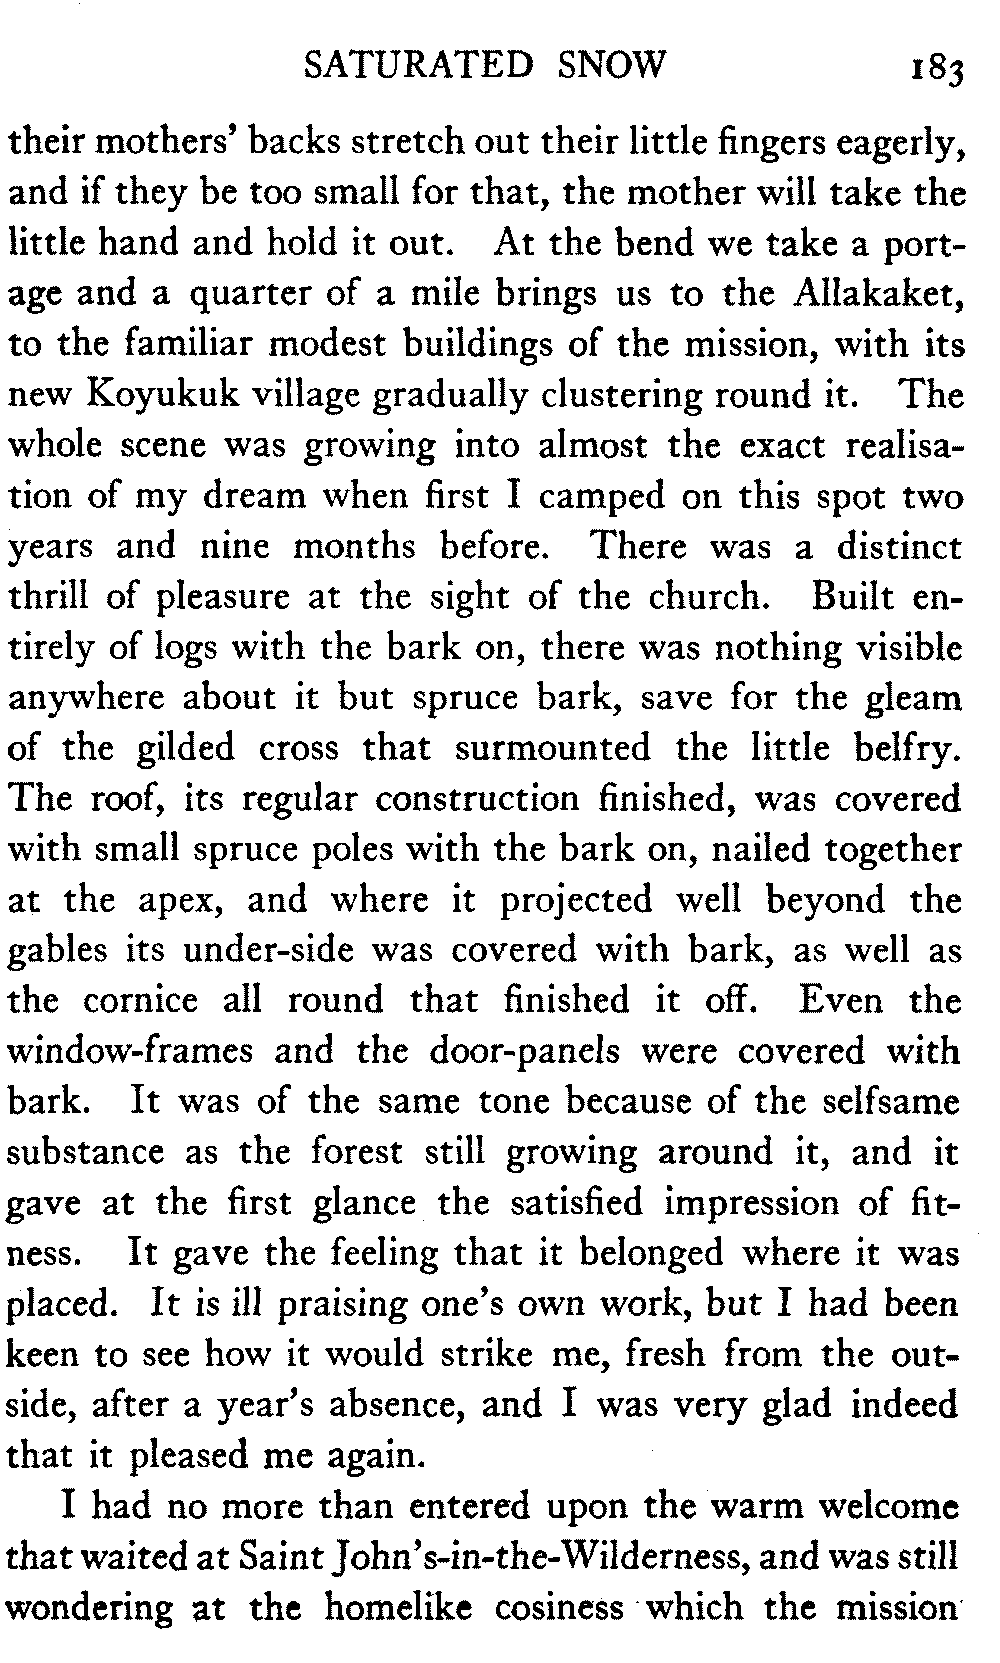 SATURATED SNOW 183
their mothers' backs stretch out their little fingers eagerly,
and if they be too small for that, the mother will take the
little hand and hold it out. At the bend we take a port-
age and a quarter of a mile brings us to the Allakaket,
to the familiar modest buildings of the mission, with its
new Koyukuk village gradually clustering round it. The
whole scene was growing into almost the exact realisa-
tion of my dream when first I camped on this spot two
years and nine months before. There was a distinct
thrill of pleasure at the sight of the church. Built en-
tirely of logs with the bark on, there was nothing visible
anywhere about it but spruce bark, save for the gleam
of the gilded cross that surmounted the little belfry.
The roof, its regular construction finished, was covered
with small spruce poles with the bark on, nailed together
at the apex, and where it projected well beyond the
gables its under-side was covered with bark, as well as
the cornice all round that finished it off. Even the
window-frames and the door-panels were covered with
bark. It was of the same tone because of the selfsame
substance as the forest still growing around it, and it
gave at the first glance the satisfied impression of fit-
ness. It gave the feeling that it belonged where it was
placed. It is ill praising one's own work, but I had been
keen to see how it would strike me, fresh from the out-
side, after a year's absence, and I was very glad indeed
that it pleased me again.
I had no more than entered upon the warm welcome
that waited at Saint John's-in-the-Wilderness, and was still
wondering at the homelike cosiness which the mission